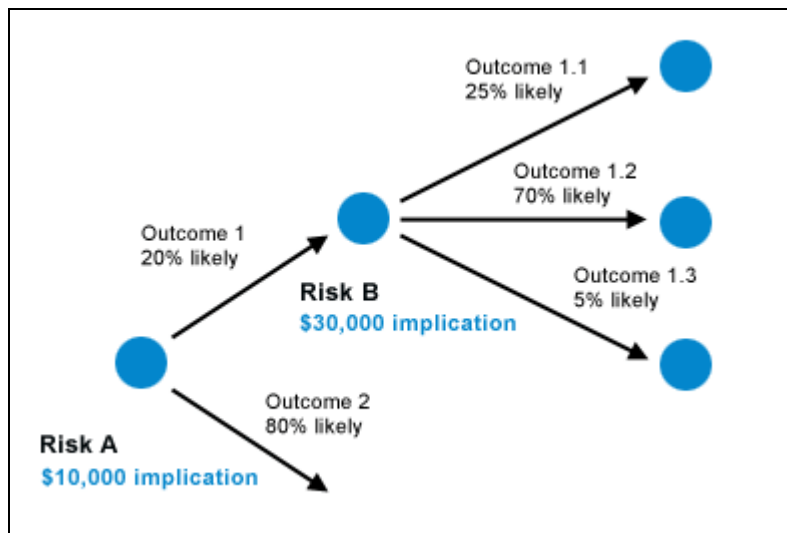 Outcome 1.1
25% likely
Outcome 1.2
70% likely
Outcome 1
20% likely
Outcome 1.3
5% likely
Risk B
$30,000 implication
Outcome 2
80% likely
Risk A
$10,000 implication